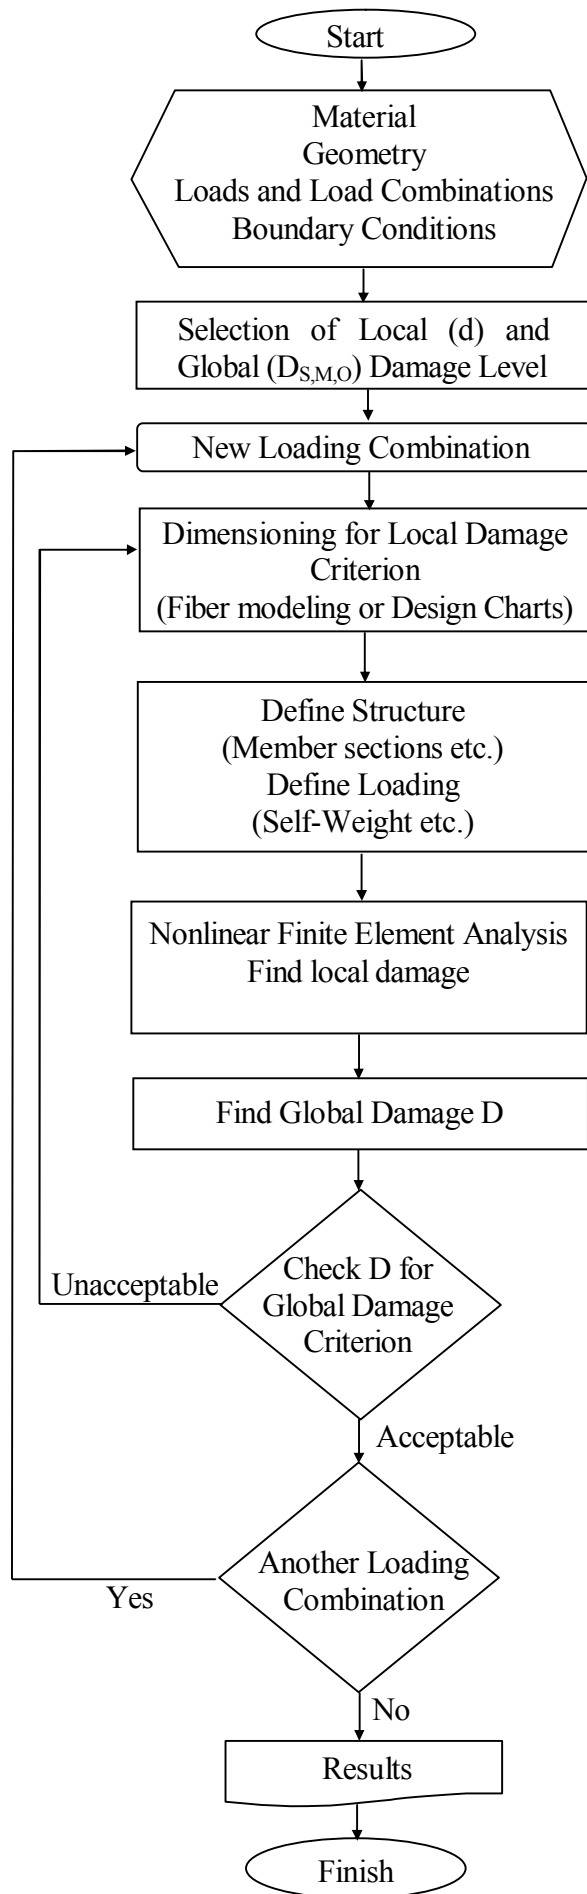 Start
Material
Geometry
Loads and Load Combinations
Boundary Conditions
Selection of Local (d) and
Global (D_{S,M,O}) Damage Level
New Loading Combination
Dimensioning for Local Damage
Criterion
(Fiber modeling or Design Charts)
Define Structure
(Member sections etc.)
Define Loading
(Self-Weight etc.)
Nonlinear Finite Element Analysis
Find local damage
Find Global Damage D
Unacceptable
Check D for
Global Damage
Criterion
Acceptable
Another Loading
Combination
Yes
No
Results
Finish